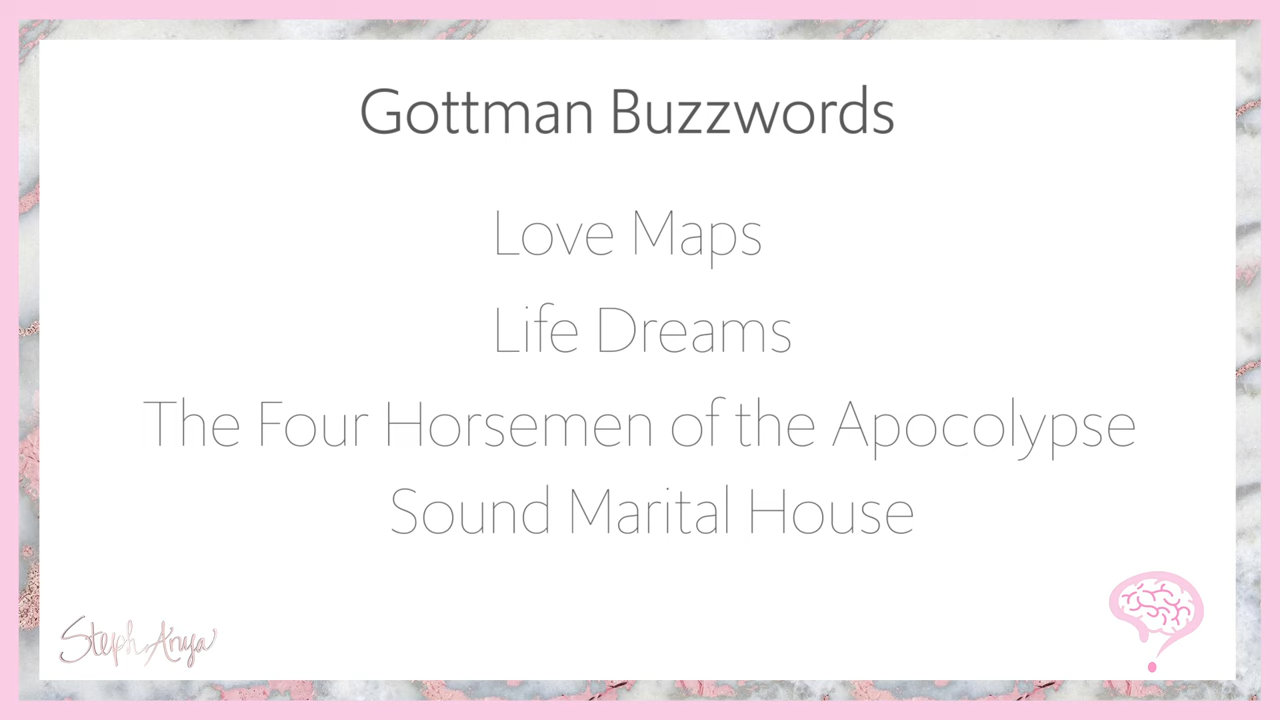 Gottman Buzzwords
Love Maps
Life Dreams
The Four Horsemen of the Apocolypse
Sound Marital House
Steph Anya